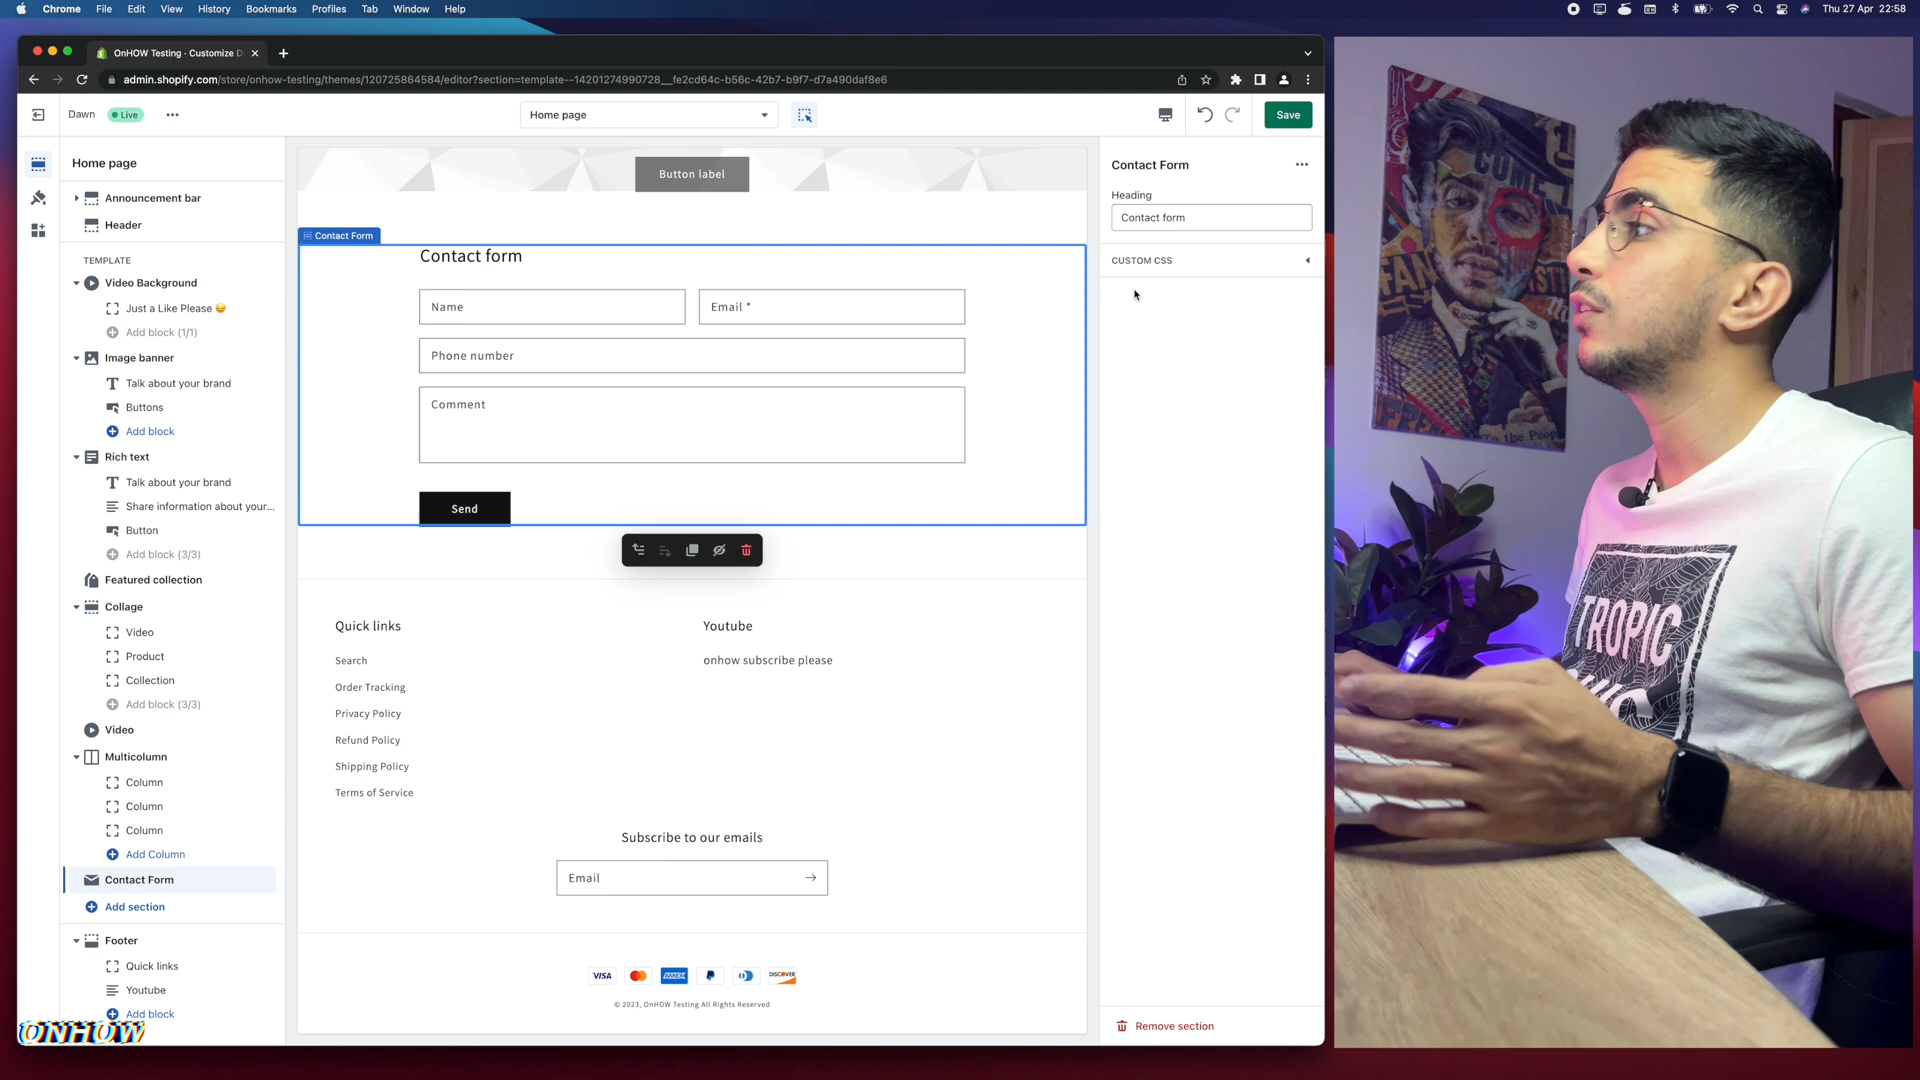 Chrome File Edit View History Bookmarks Profiles Tab Window Help Thu 27 Apr 22:58
OnHOW Testing · Customize D
admin.shopify.com/store/onhow-testing/themes/120725864584/editor?section=template--14201274990728__fe2cd64c-b56c-42b7-b9f7-d7a490daf8e6
Dawn Live Home page Save
Home page
Announcement bar
Header
TEMPLATE
Video Background
Just a Like Please
Add block (1/1)
Image banner
Talk about your brand
Buttons
Add block
Rich text
Talk about your brand
Share information about your...
Button
Add block (3/3)
Featured collection
Collage
Video
Product
Collection
Add block (3/3)
Video
Multicolumn
Column
Column
Column
Add Column
Contact Form
Add section
Footer
Quick links
Youtube
Add block
ONHOW
Button label
Contact Form
Contact form
Name Email *
Phone number
Comment
Send
Quick links
Search
Order Tracking
Privacy Policy
Refund Policy
Shipping Policy
Terms of Service
Youtube
onhow subscribe please
Subscribe to our emails
Email
VISA AMEX DISCOVER
© 2023, OnHOW Testing All Rights Reserved
Contact Form
Heading
Contact form
CUSTOM CSS
Remove section
COME
FAN
To the People
TROPIC